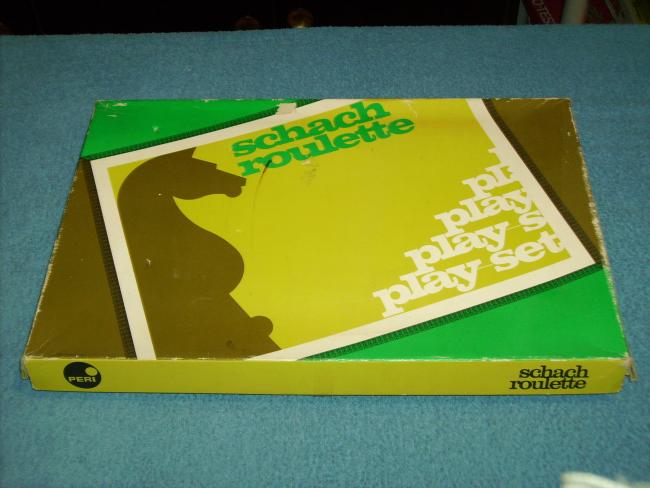 schach
roulette
pl
play
play s
play set
PERI
schach
roulette